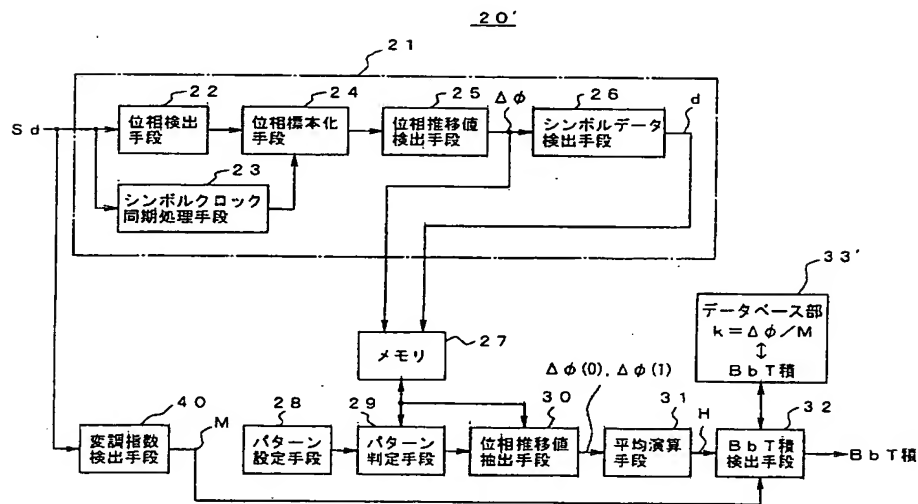 20'
21
22
24
25
Δφ
26
d
Sd
位相検出
手段
位相標本化
手段
位相推移値
検出手段
シンボルデータ
検出手段
23
シンボルクロック
同期処理手段
33'
データベース部
k=Δφ/M
↕
BbT積
メモリ
27
Δφ(0),Δφ(1)
40
M
28
29
30
31
H
32
変調指数
検出手段
パターン
設定手段
パターン
判定手段
位相推移値
抽出手段
平均演算
手段
BbT積
検出手段
BbT積